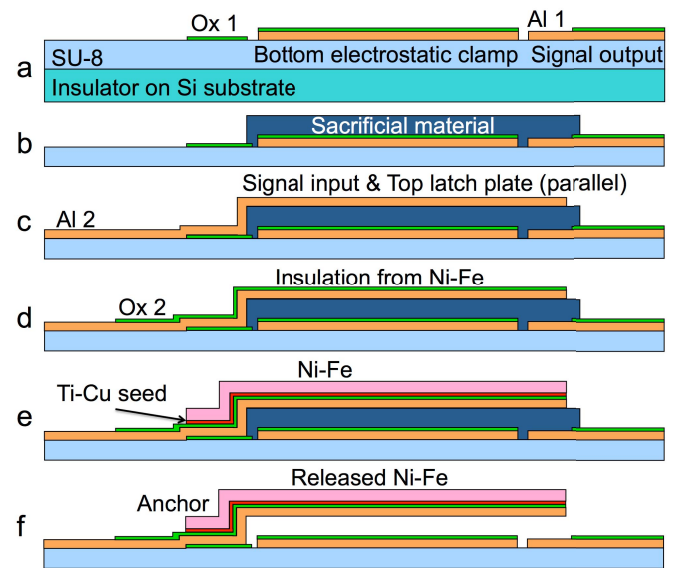 Ox 1
Al 1
a
SU-8
Bottom electrostatic clamp
Signal output
Insulator on Si substrate
b
Sacrificial material
Signal input & Top latch plate (parallel)
c
Al 2
Insulation from Ni-Fe
d
Ox 2
Ni-Fe
Ti-Cu seed
e
Released Ni-Fe
Anchor
f